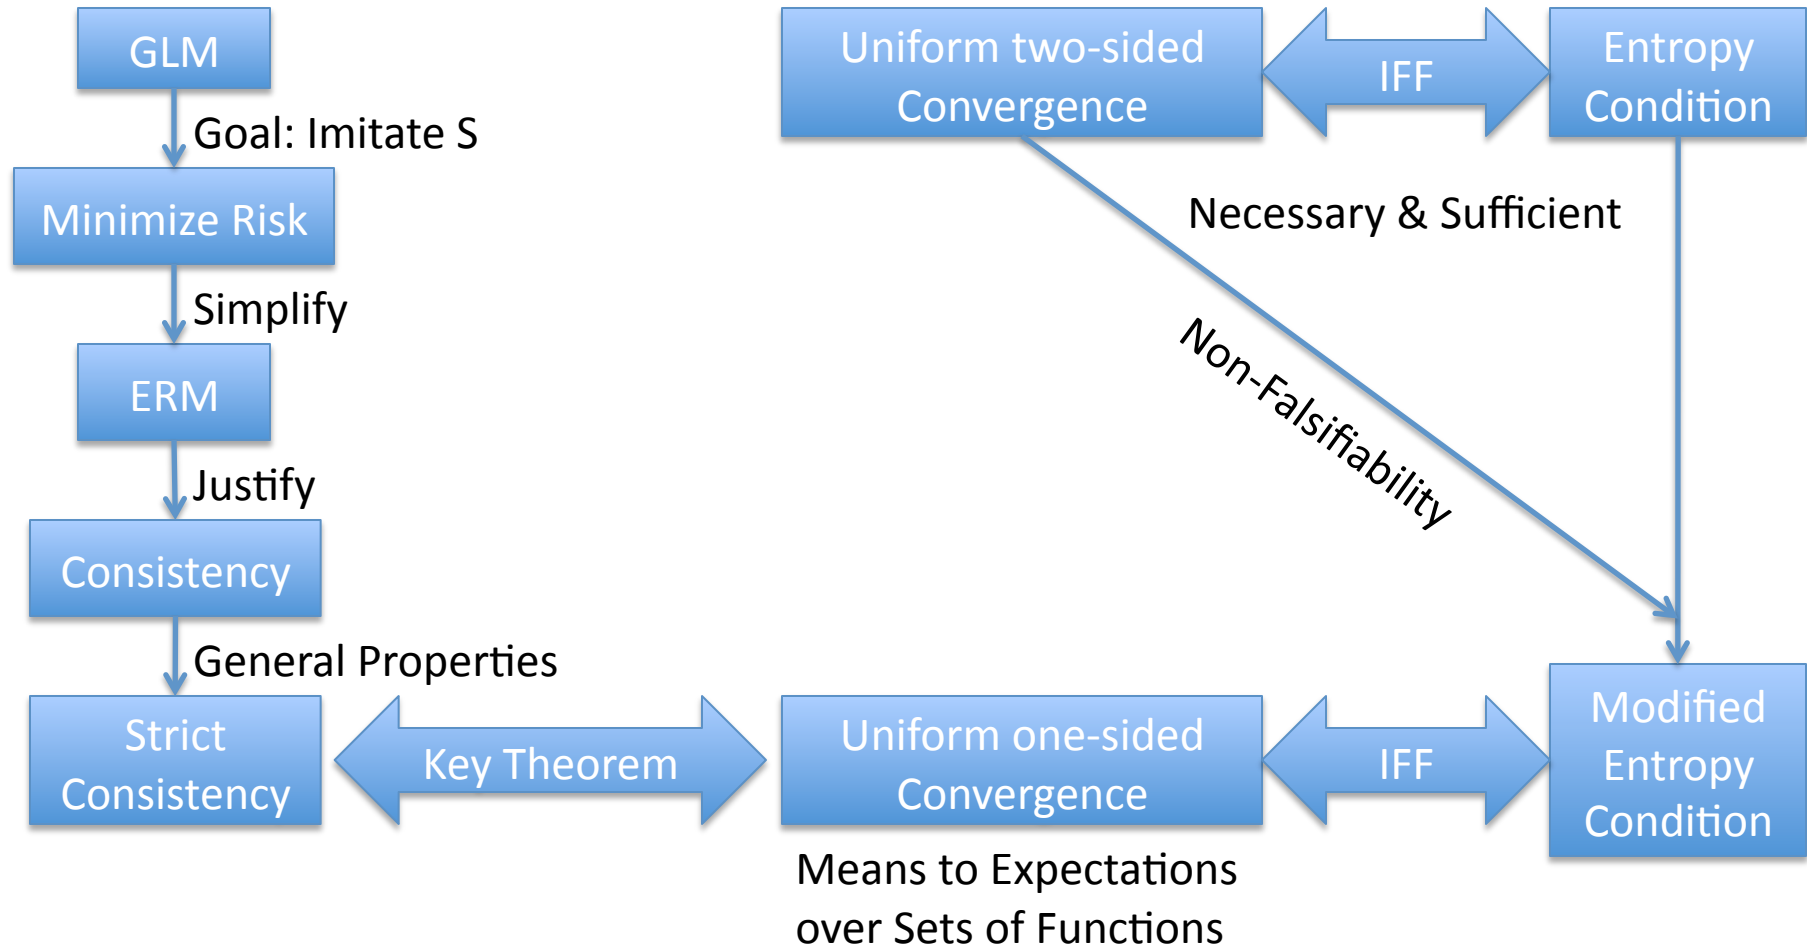 GLM
Goal: Imitate S
Minimize Risk
Simplify
ERM
Justify
Consistency
General Properties
Strict
Consistency
Key Theorem
Uniform two-sided
Convergence
IFF
Entropy
Condition
Necessary & Sufficient
Non-Falsifiability
Uniform one-sided
Convergence
IFF
Modified
Entropy
Condition
Means to Expectations
over Sets of Functions